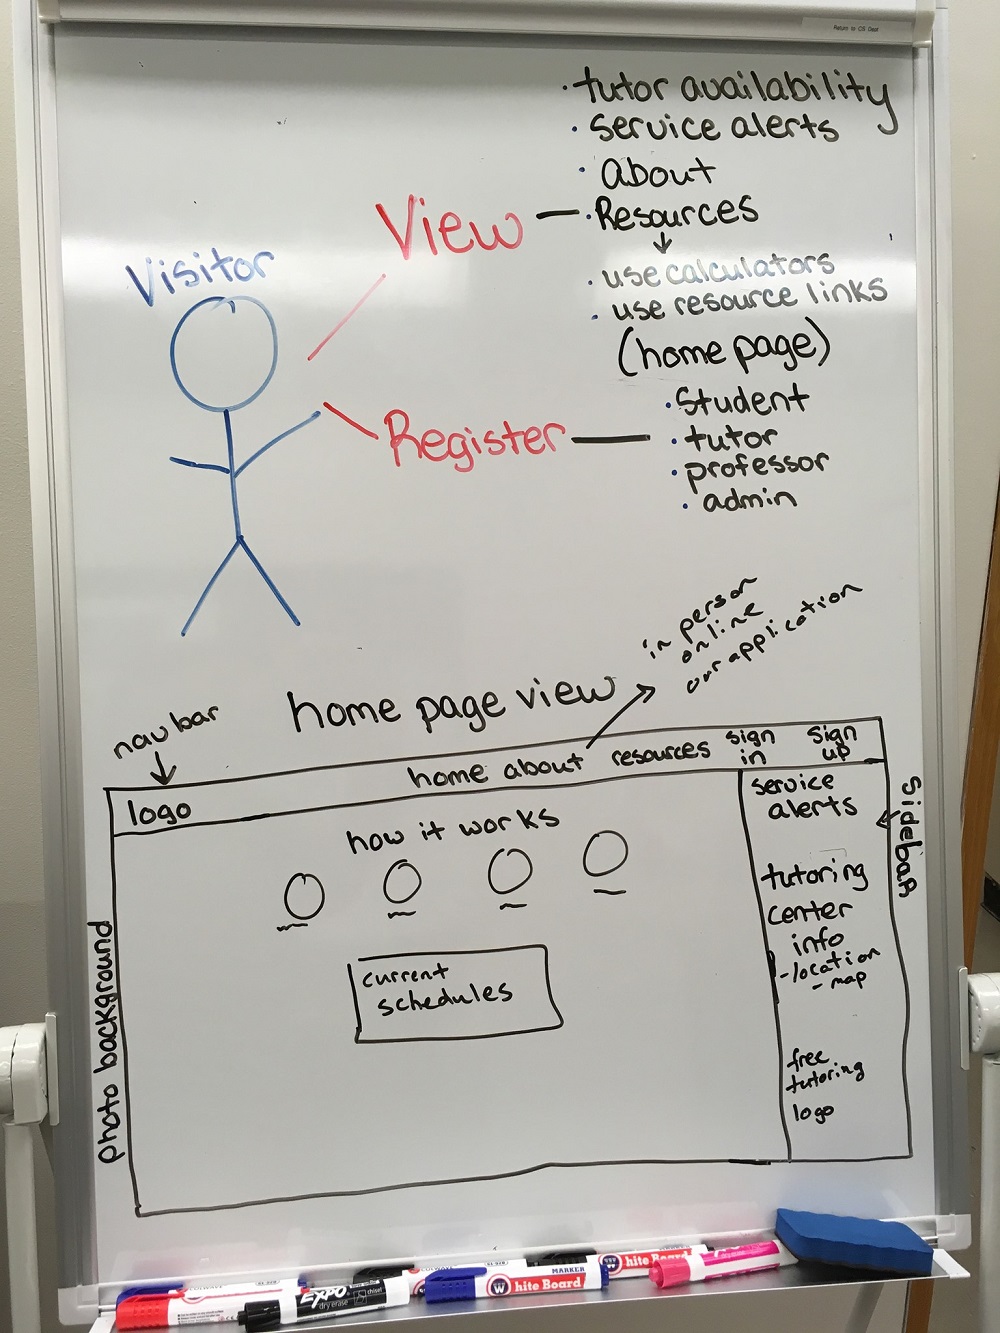 Return to CIS Dept
· tutor availability
· service alerts
· About
View — · Resources
Visitor
· use calculators
· use resource links
(home page)
· Student
Register — · tutor
· professor
· admin
in person
online
our application
home page view
nav bar
logo
home about resources sign in sign up
how it works
current
schedules
service
alerts
tutoring
center
info
-location
- map
free
tutoring
logo
Sidebar
photo background
EXPO
dry erase
chisel
MARKER
White Board
White Board